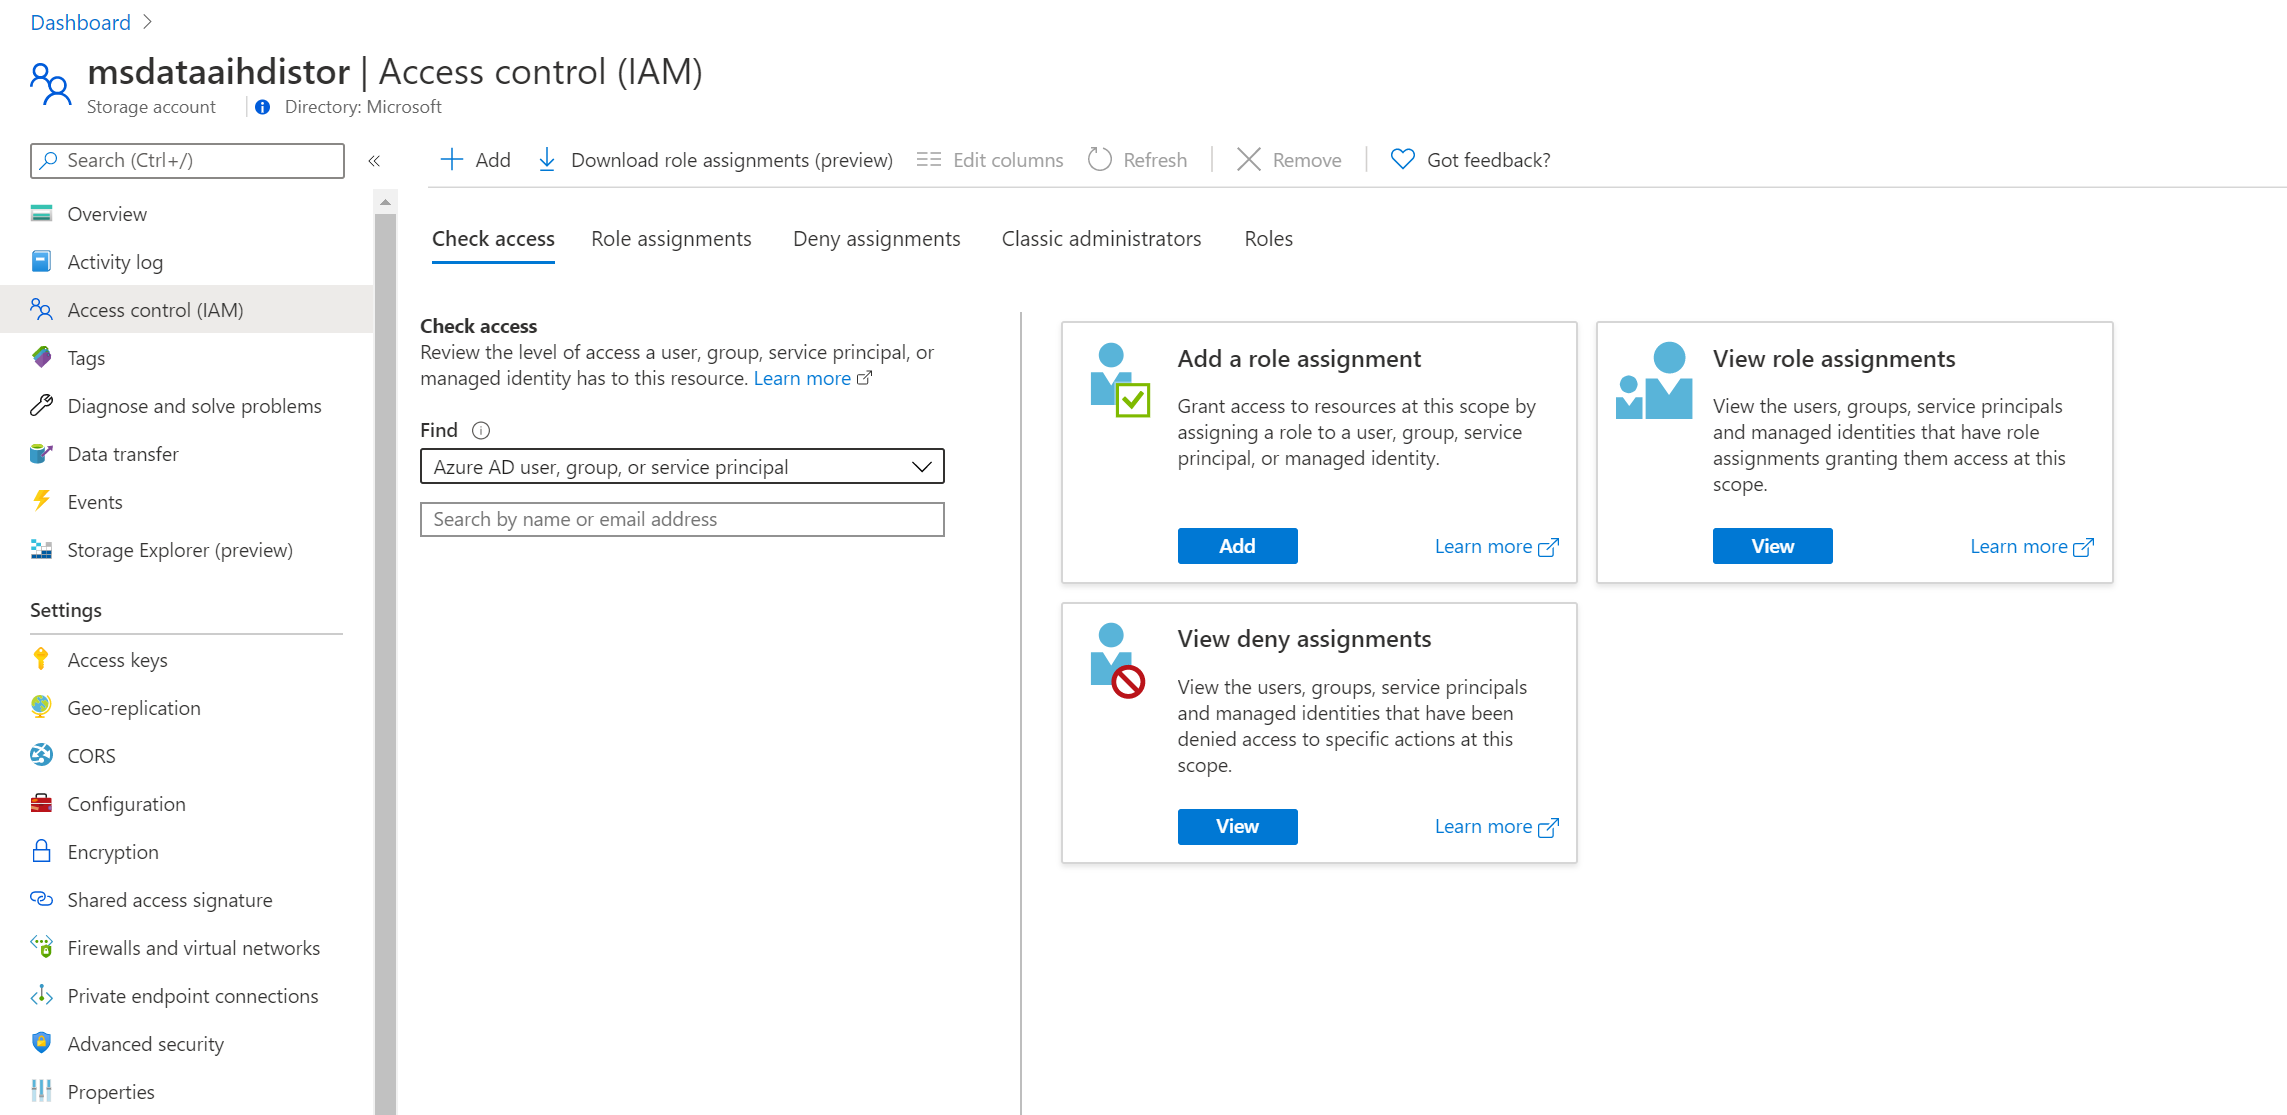 Dashboard
msdataaihdistor | Access control (IAM)
Storage account
Directory: Microsoft
Search (Ctrl+/)
Overview
Activity log
Access control (IAM)
Tags
Diagnose and solve problems
Data transfer
Events
Storage Explorer (preview)
Settings
Access keys
Geo-replication
CORS
Configuration
Encryption
Shared access signature
Firewalls and virtual networks
Private endpoint connections
Advanced security
Properties
Add
Download role assignments (preview)
Edit columns
Refresh
Remove
Got feedback?
Check access
Role assignments
Deny assignments
Classic administrators
Roles
Check access
Review the level of access a user, group, service principal, or
managed identity has to this resource. Learn more
Find
Azure AD user, group, or service principal
Search by name or email address
Add a role assignment
Grant access to resources at this scope by
assigning a role to a user, group, service
principal, or managed identity.
Add
Learn more
View role assignments
View the users, groups, service principals
and managed identities that have role
assignments granting them access at this
scope.
View
Learn more
View deny assignments
View the users, groups, service principals
and managed identities that have been
denied access to specific actions at this
scope.
View
Learn more